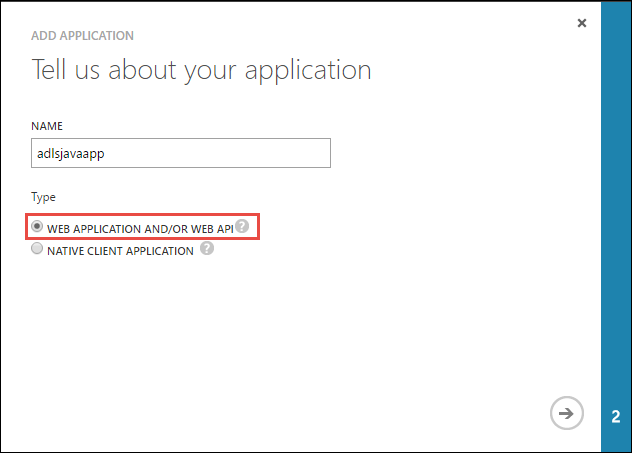 ADD APPLICATION
Tell us about your application
NAME
adlsjavaapp
Type
WEB APPLICATION AND/OR WEB API ?
NATIVE CLIENT APPLICATION ?
2